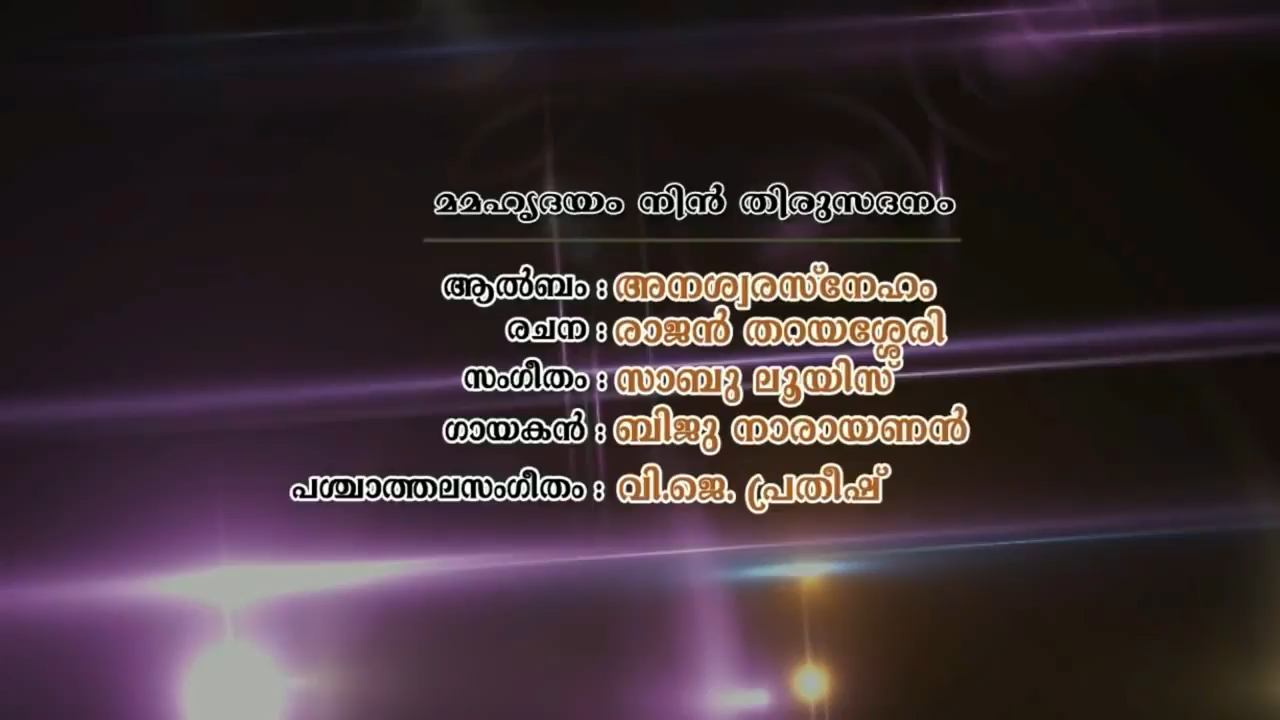 മമഹൃദയം നിൻ തിരുസദനം
ആൽബം : അനശ്വരസ്നേഹം
രചന : രാജൻ തറയശ്ശേരി
സംഗീതം : സാബു ലൂയിസ്
ഗായകൻ : ബിജു നാരായണൻ
പശ്ചാത്തലസംഗീതം : വി.ജെ. പ്രതീഷ്